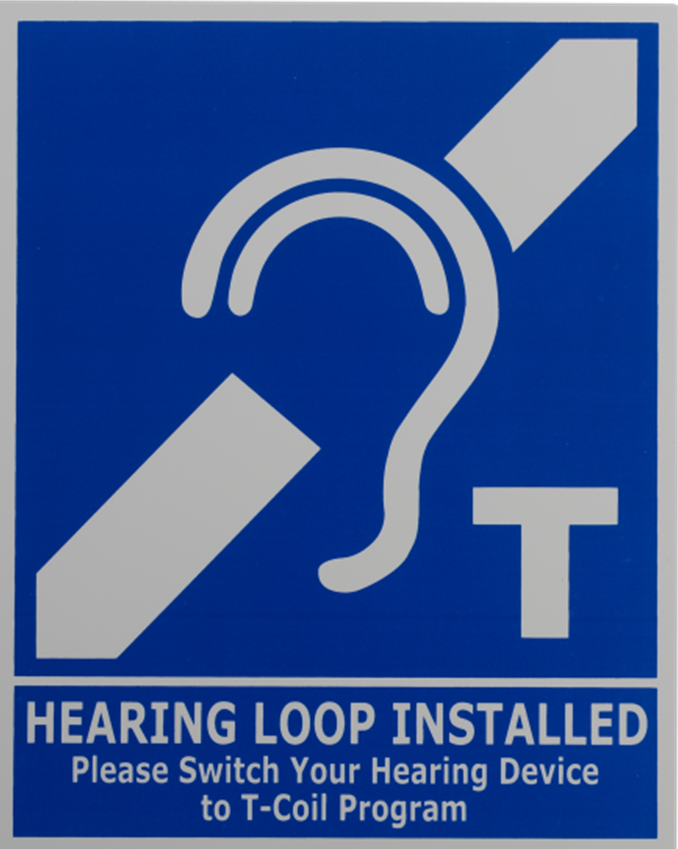 T
HEARING LOOP INSTALLED
Please Switch Your Hearing Device
to T-Coil Program